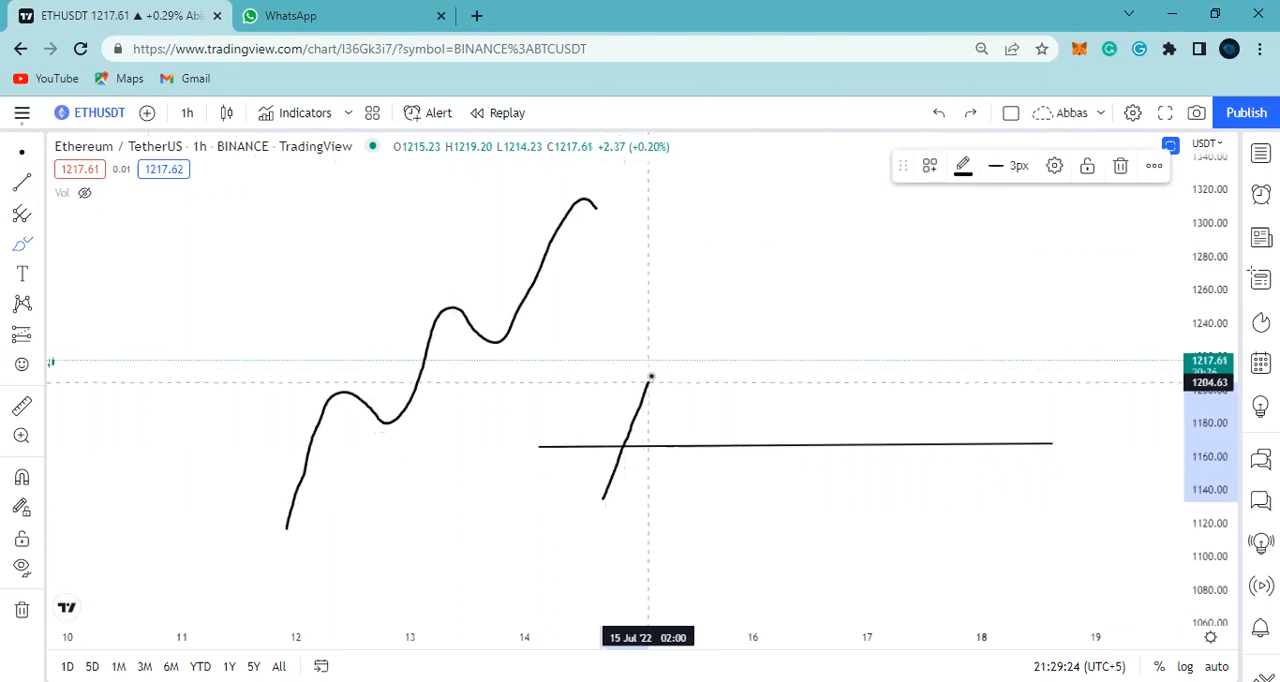 ETHUSDT 1217.61 ▲ +0.29% Ab
WhatsApp
https://www.tradingview.com/chart/l36Gk3i7/?symbol=BINANCE%3ABTCUSDT
YouTube Maps Gmail
ETHUSDT 1h Indicators Alert Replay Abbas Publish
Ethereum / TetherUS · 1h · BINANCE · TradingView O1215.23 H1219.20 L1214.23 C1217.61 +2.37 (+0.20%) USDT
1217.61 0.01 1217.62
3px
Vol
1340.00
1320.00
1300.00
1280.00
1260.00
1240.00
1217.61
1204.63
1180.00
1160.00
1140.00
1120.00
1100.00
1080.00
1060.00
10 11 12 13 14 15 Jul '22 02:00 16 17 18 19
1D 5D 1M 3M 6M YTD 1Y 5Y All 21:29:24 (UTC+5) % log auto